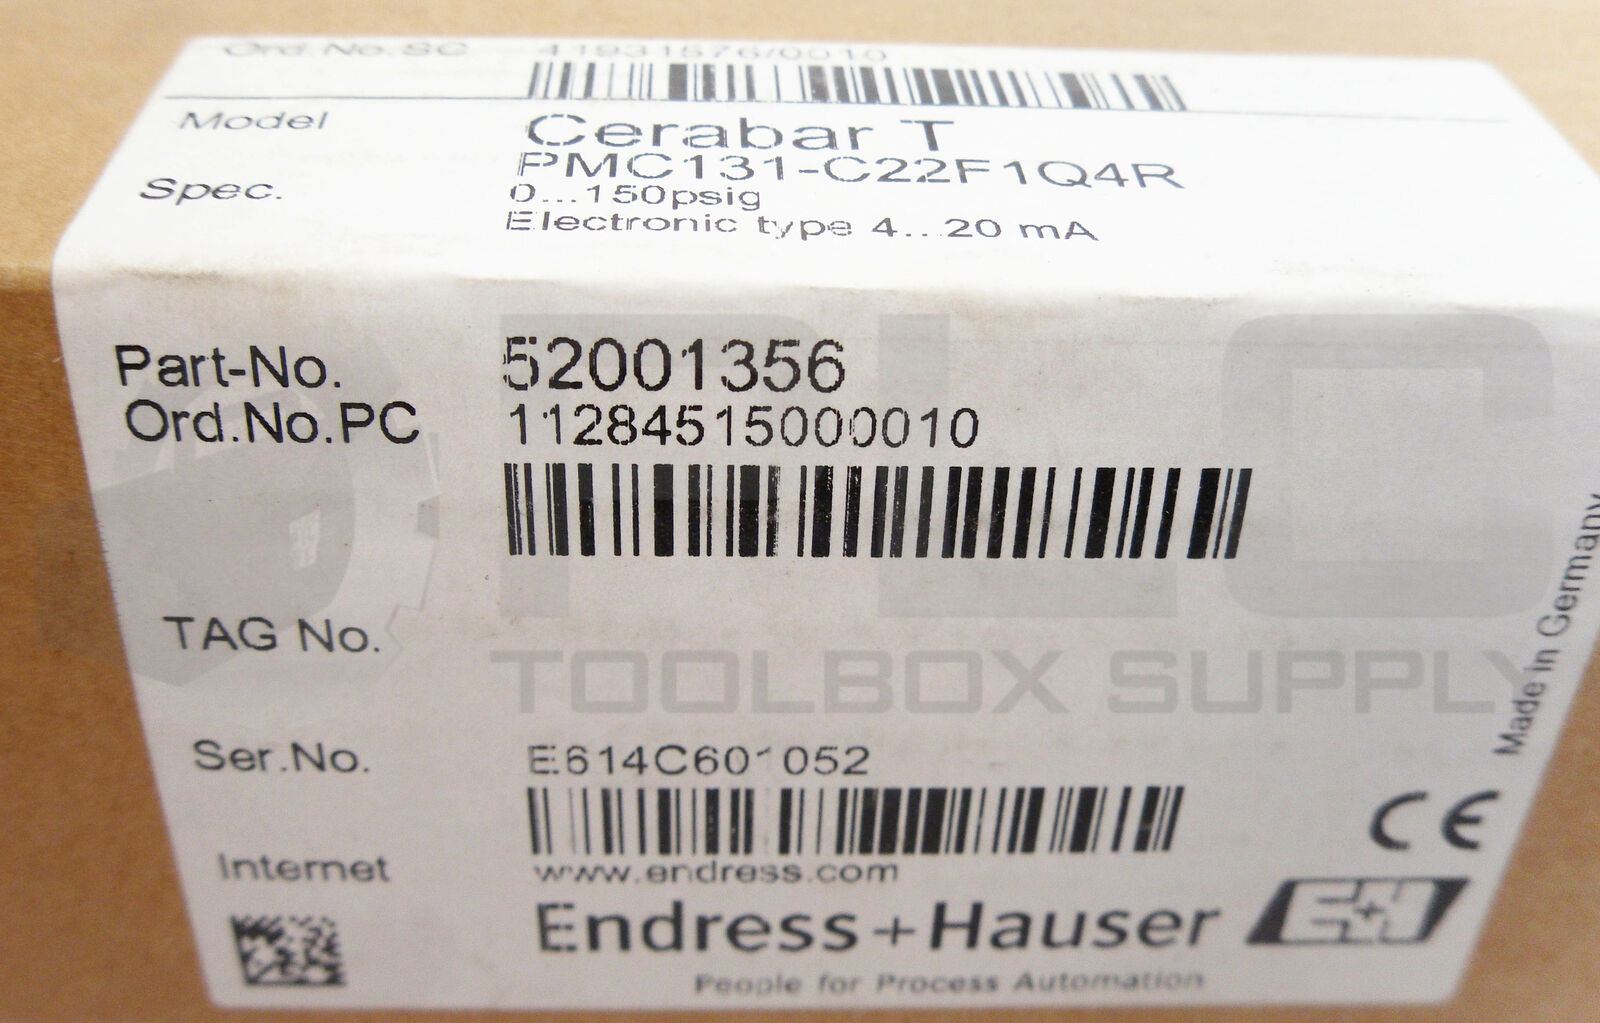 Ord.No.SC 41931576/0010
Model Cerabar T
PMC131-C22F1Q4R
Spec. 0...150psig
Electronic type 4...20 mA
Part-No. 52001356
Ord.No.PC 11284515000010
TAG No.
Ser.No. E614C601052
Internet www.endress.com
Endress+Hauser E+H
People for Process Automation
Made in Germany
CE
PLC
TOOLBOX SUPPLY